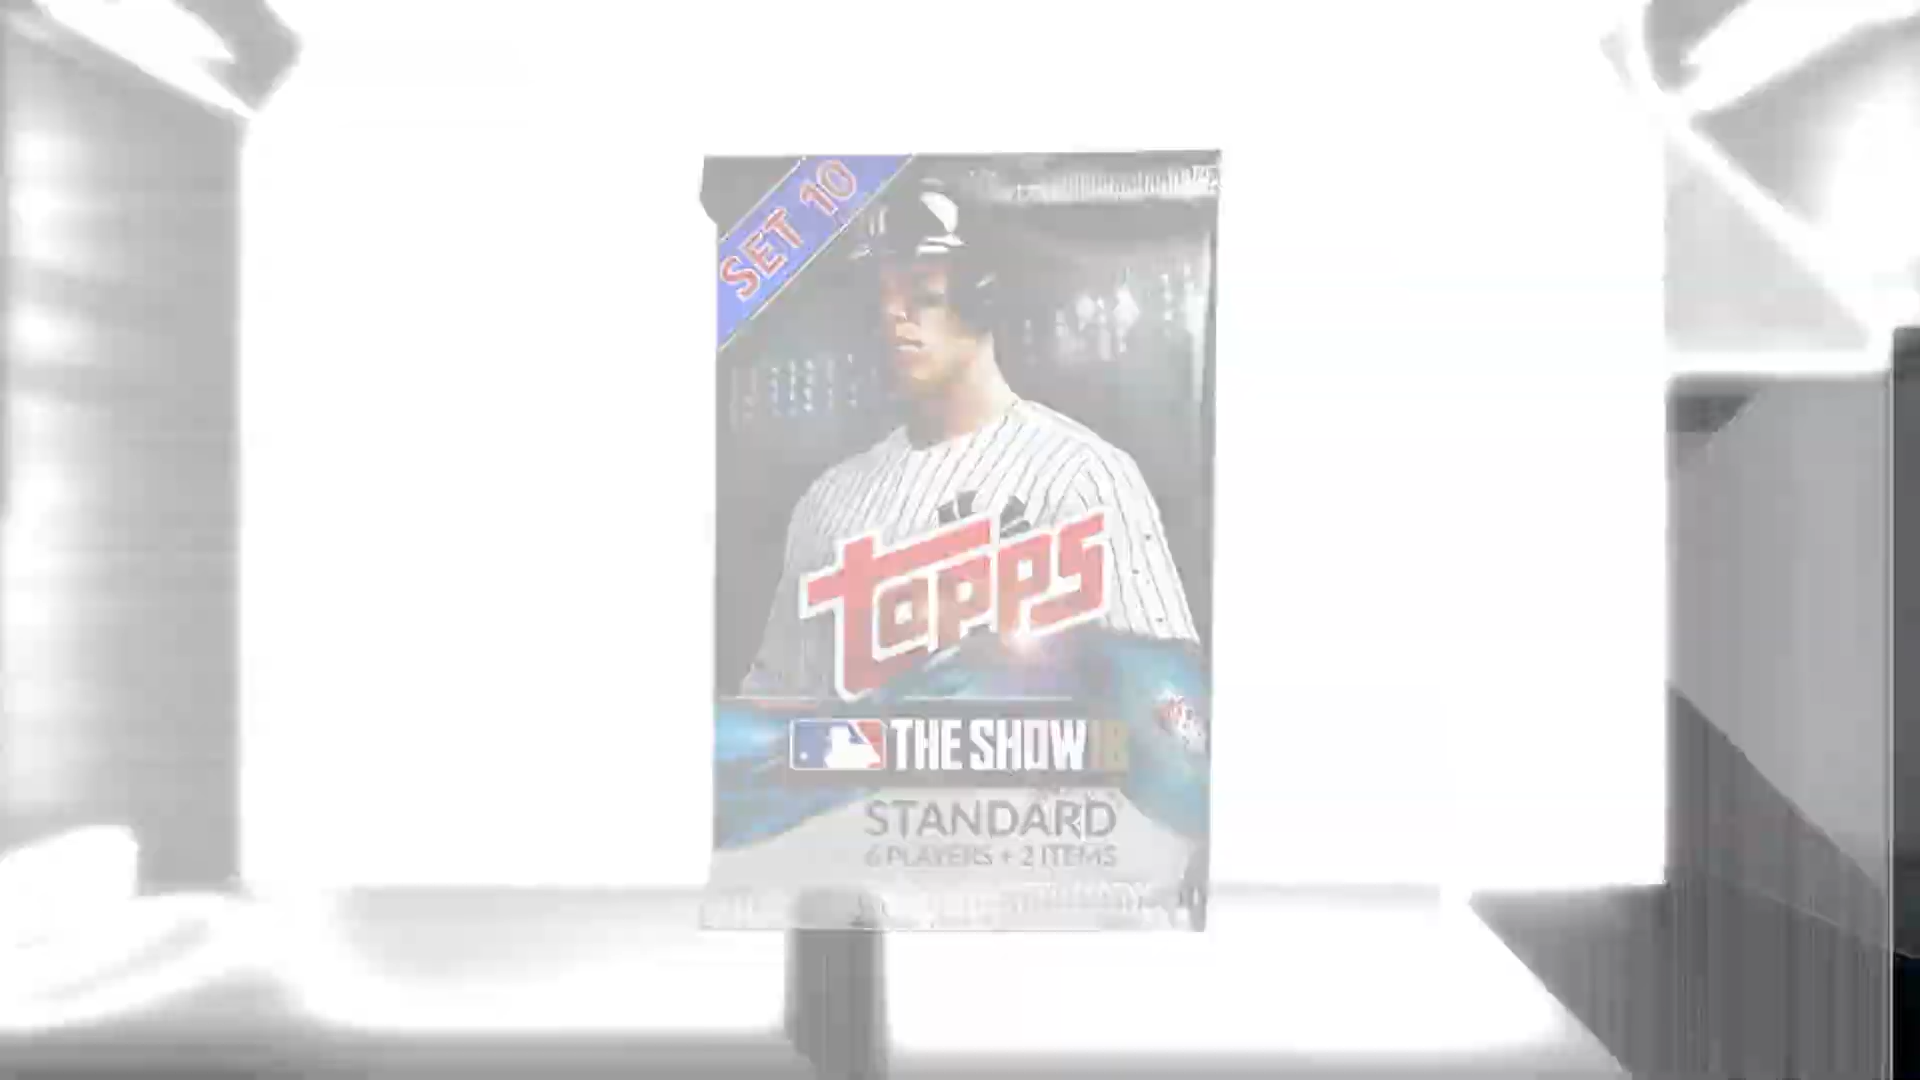 SET 10
Topps
THE SHOW 18
STANDARD
6 PLAYERS + 2 ITEMS